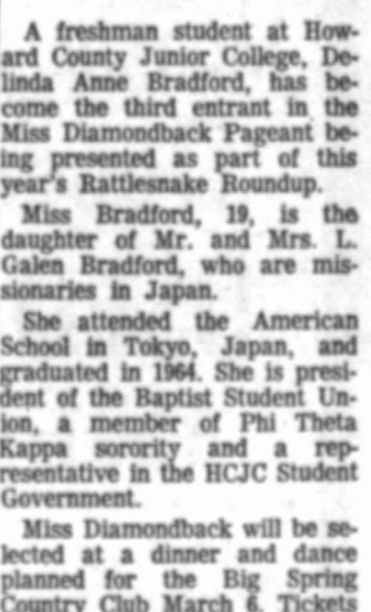 A freshman student at How-
ard County Junior College, De-
linda Anne Bradford, has be-
come the third entrant in the
Miss Diamondback Pageant be-
ing presented as part of this
year's Rattlesnake Roundup.
Miss Bradford, 19, is the
daughter of Mr. and Mrs. L.
Galen Bradford, who are mis-
sionaries in Japan.
She attended the American
School in Tokyo, Japan, and
graduated in 1964. She is presi-
dent of the Baptist Student Un-
ion, a member of Phi Theta
Kappa sorority and a rep-
resentative in the HCJC Student
Government.
Miss Diamondback will be se-
lected at a dinner and dance
planned for the Big Spring
Country Club March 6. Tickets